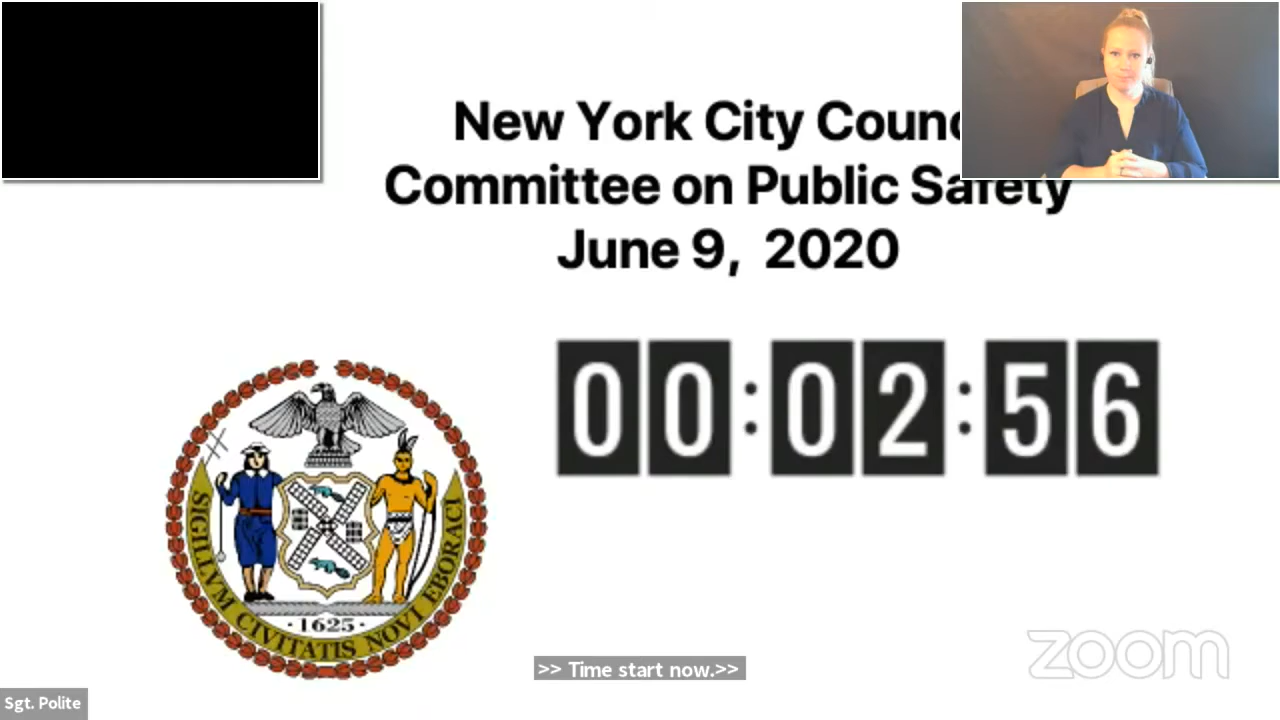 New York City Counc
Committee on Public Safety
June 9, 2020
00:02:56
SIGILLVM CIVITATIS NOVI EBORACI
·1625·
zoom
>> Time start now.>>
Sgt. Polite